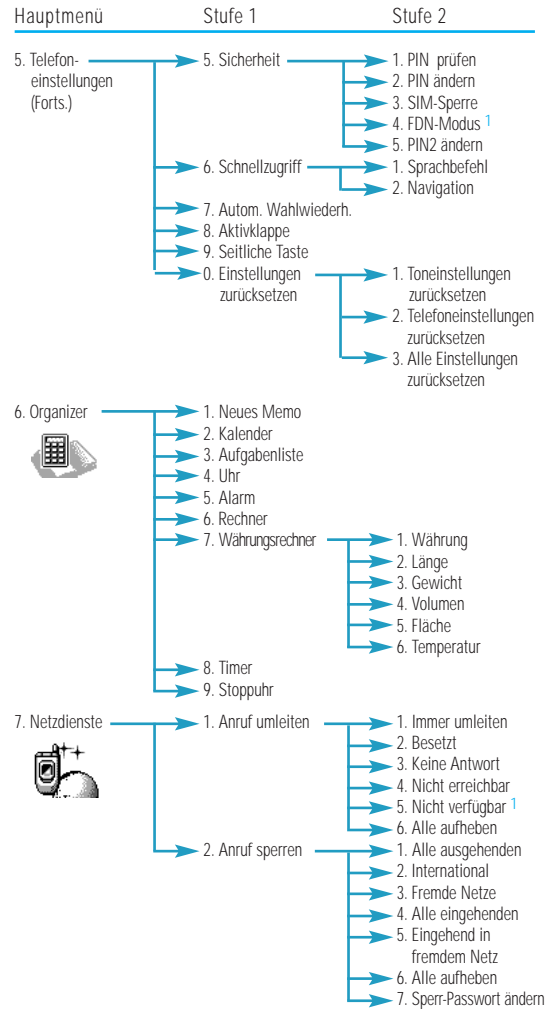 Hauptmenü Stufe 1 Stufe 2
5. Telefon- 5. Sicherheit 1. PIN prüfen
einstellungen 2. PIN ändern
(Forts.) 3. SIM-Sperre
4. FDN-Modus 1
5. PIN2 ändern
6. Schnellzugriff 1. Sprachbefehl
2. Navigation
7. Autom. Wahlwiederh.
8. Aktivklappe
9. Seitliche Taste
0. Einstellungen 1. Toneinstellungen
zurücksetzen zurücksetzen
2. Telefoneinstellungen
zurücksetzen
3. Alle Einstellungen
zurücksetzen
6. Organizer 1. Neues Memo
2. Kalender
3. Aufgabenliste
4. Uhr
5. Alarm
6. Rechner
7. Währungsrechner 1. Währung
2. Länge
3. Gewicht
4. Volumen
5. Fläche
6. Temperatur
8. Timer
9. Stoppuhr
7. Netzdienste 1. Anruf umleiten 1. Immer umleiten
2. Besetzt
3. Keine Antwort
4. Nicht erreichbar
5. Nicht verfügbar 1
6. Alle aufheben
2. Anruf sperren 1. Alle ausgehenden
2. International
3. Fremde Netze
4. Alle eingehenden
5. Eingehend in
fremdem Netz
6. Alle aufheben
7. Sperr-Passwort ändern